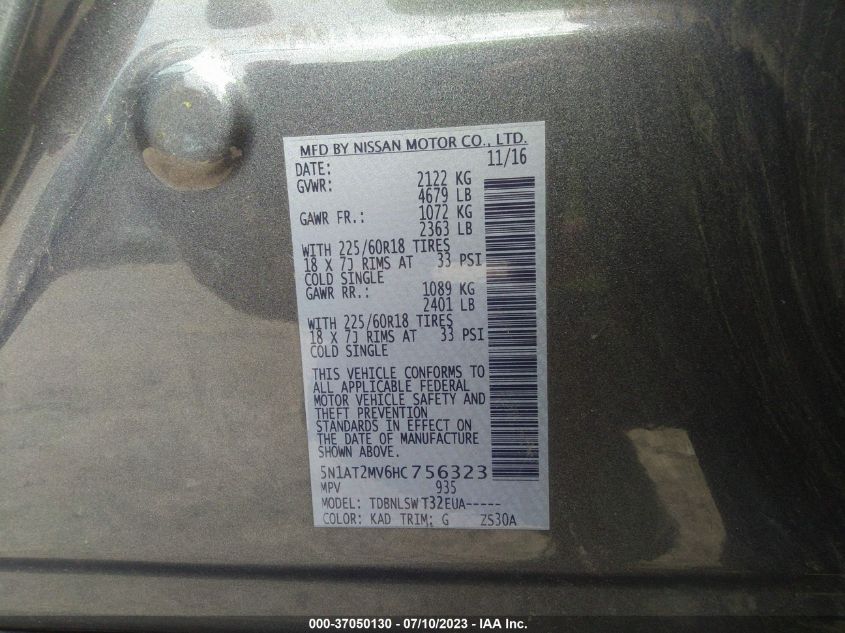 MFD BY NISSAN MOTOR CO., LTD.
DATE: 11/16
GVWR: 2122 KG
4679 LB
GAWR FR.: 1072 KG
2363 LB
WITH 225/60R18 TIRES
18 X 7J RIMS AT 33 PSI
COLD SINGLE
GAWR RR.: 1089 KG
2401 LB
WITH 225/60R18 TIRES
18 X 7J RIMS AT 33 PSI
COLD SINGLE
THIS VEHICLE CONFORMS TO
ALL APPLICABLE FEDERAL
MOTOR VEHICLE SAFETY AND
THEFT PREVENTION
STANDARDS IN EFFECT ON
THE DATE OF MANUFACTURE
SHOWN ABOVE.
5N1AT2MV6HC756323
MPV 935
MODEL: TDBNLSWT32EUA-----
COLOR: KAD TRIM: G ZS30A
000-37050130 - 07/10/2023 - IAA Inc.